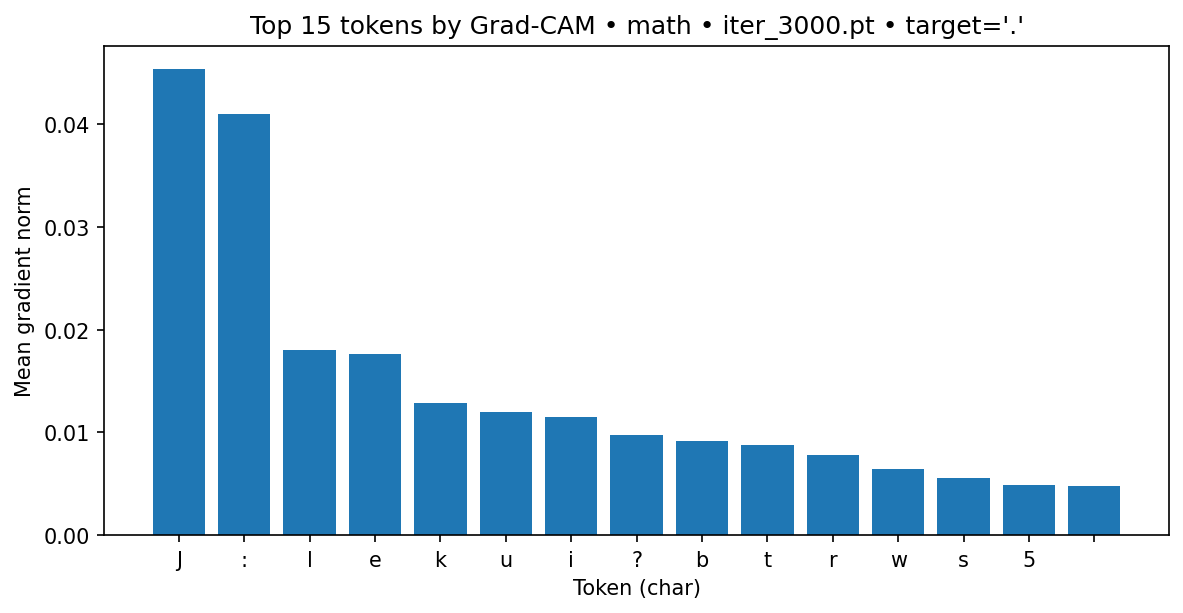 Top 15 tokens by Grad-CAM • math • iter_3000.pt • target='.'
Mean gradient norm
0.04
0.03
0.02
0.01
0.00
J : l e k u i ? b t r w s 5
Token (char)